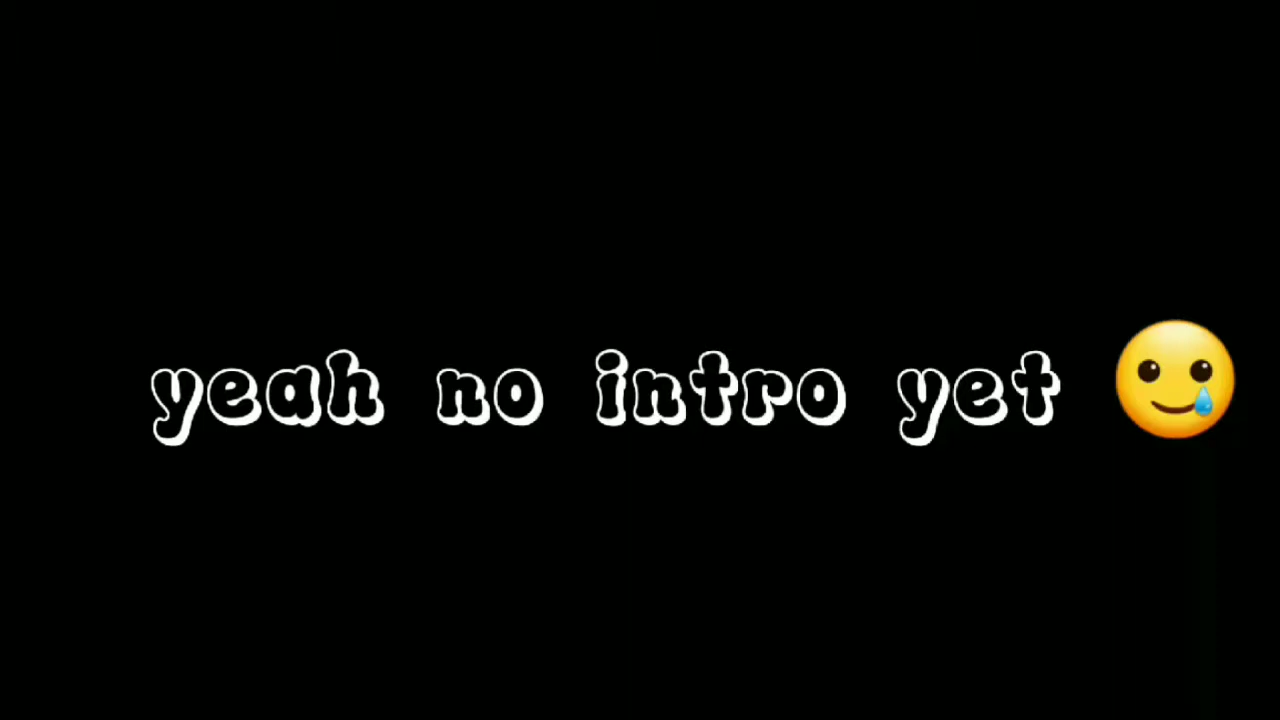 yeah no intro yet 🥲